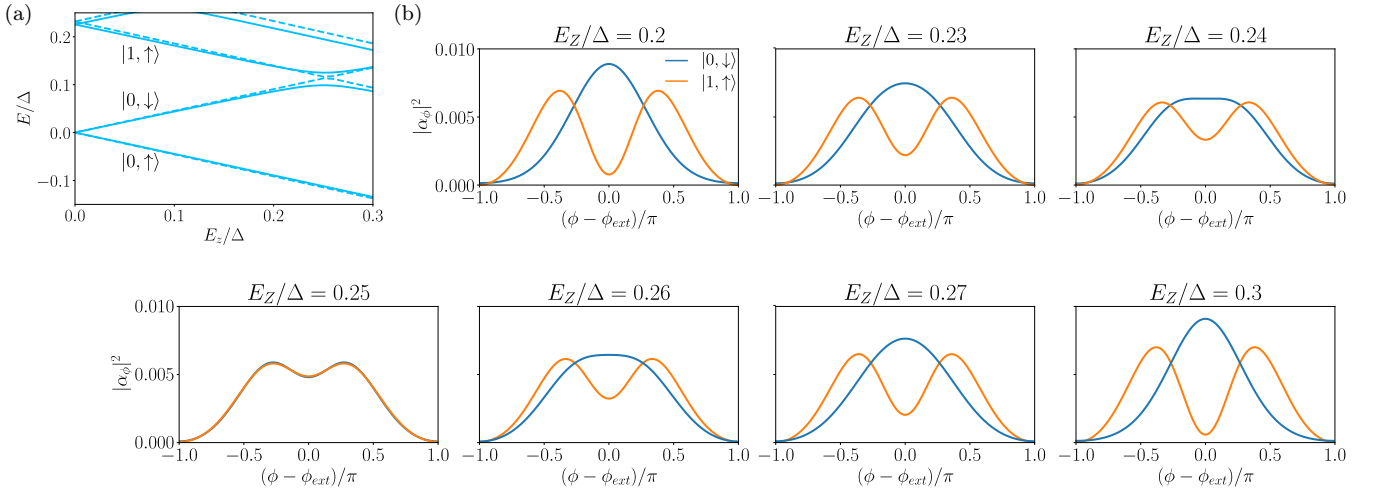 (a)
0.2
0.1
0.0
−0.1
E/Δ
|1,↑⟩
|0,↓⟩
|0,↑⟩
0.0 0.1 0.2 0.3
E_z/Δ
(b)
E_Z/Δ = 0.2
0.010
0.005
0.000
|α_ϕ|²
|0,↓⟩
|1,↑⟩
−1.0 −0.5 0.0 0.5 1.0
(ϕ − ϕ_ext)/π
E_Z/Δ = 0.23
−1.0 −0.5 0.0 0.5 1.0
(ϕ − ϕ_ext)/π
E_Z/Δ = 0.24
−1.0 −0.5 0.0 0.5 1.0
(ϕ − ϕ_ext)/π
E_Z/Δ = 0.25
0.010
0.005
0.000
|α_ϕ|²
−1.0 −0.5 0.0 0.5 1.0
(ϕ − ϕ_ext)/π
E_Z/Δ = 0.26
−1.0 −0.5 0.0 0.5 1.0
(ϕ − ϕ_ext)/π
E_Z/Δ = 0.27
−1.0 −0.5 0.0 0.5 1.0
(ϕ − ϕ_ext)/π
E_Z/Δ = 0.3
−1.0 −0.5 0.0 0.5 1.0
(ϕ − ϕ_ext)/π